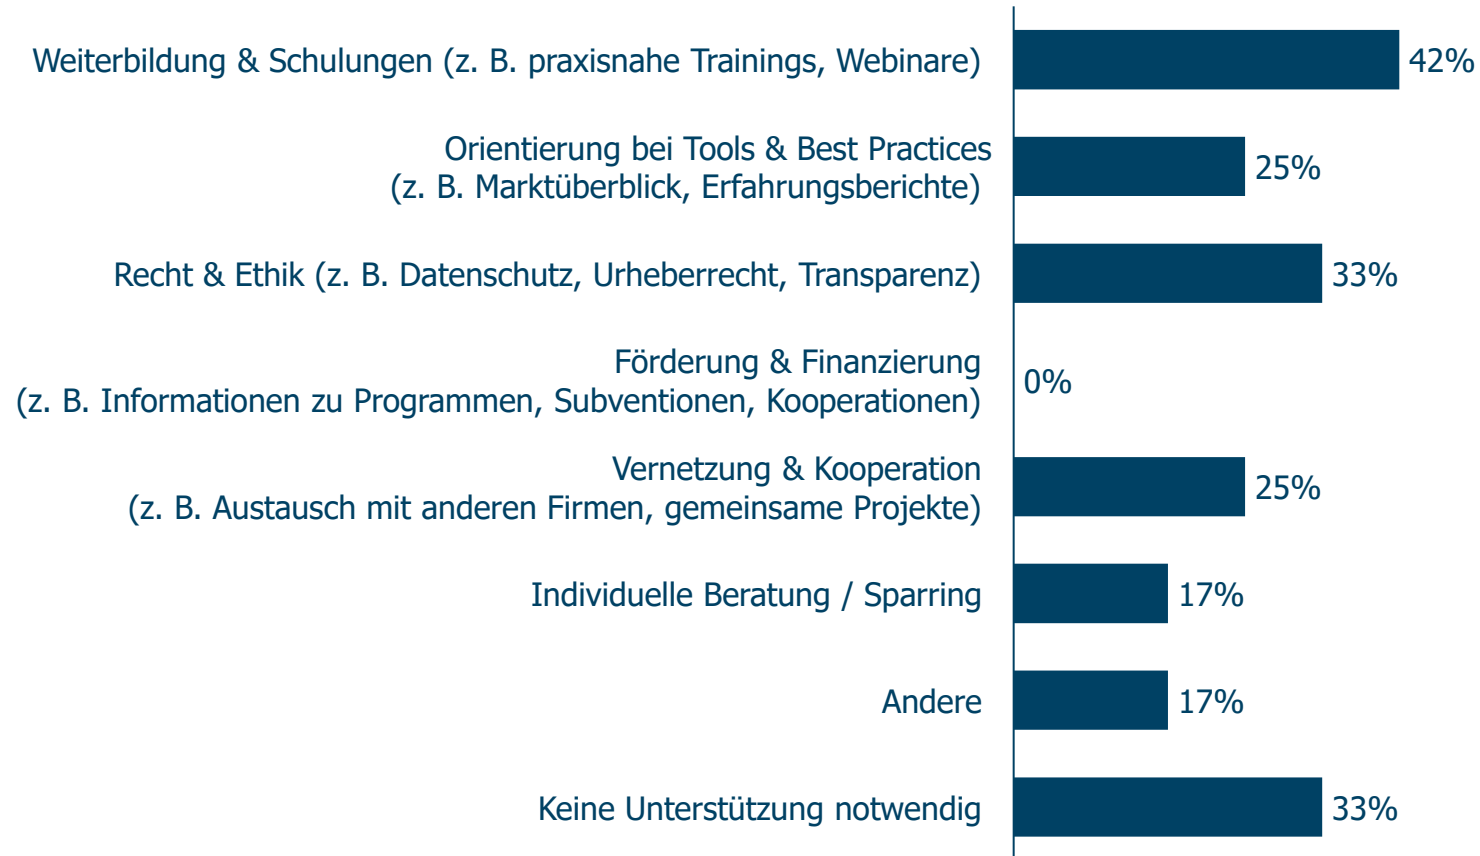 Weiterbildung & Schulungen (z. B. praxisnahe Trainings, Webinare)
42%
Orientierung bei Tools & Best Practices
(z. B. Marktüberblick, Erfahrungsberichte)
25%
Recht & Ethik (z. B. Datenschutz, Urheberrecht, Transparenz)
33%
Förderung & Finanzierung
(z. B. Informationen zu Programmen, Subventionen, Kooperationen)
0%
Vernetzung & Kooperation
(z. B. Austausch mit anderen Firmen, gemeinsame Projekte)
25%
Individuelle Beratung / Sparring
17%
Andere
17%
Keine Unterstützung notwendig
33%